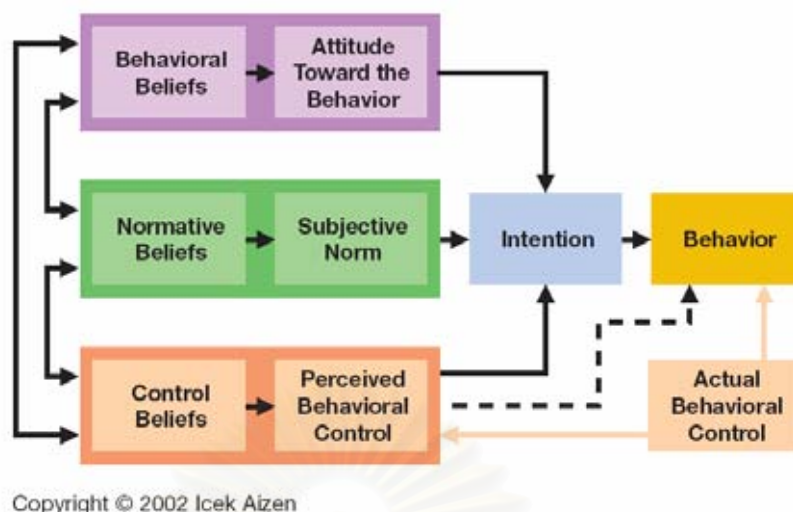 Behavioral
Beliefs
Attitude
Toward the
Behavior
Normative
Beliefs
Subjective
Norm
Intention
Behavior
Control
Beliefs
Perceived
Behavioral
Control
Actual
Behavioral
Control
Copyright © 2002 Icek Aizen